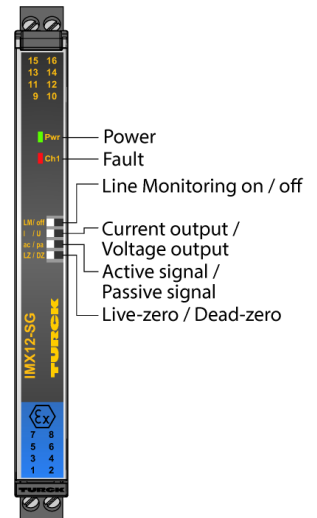 15 16
13 14
11 12
9 10
Pwr
Power
Ch1
Fault
Line Monitoring on / off
LM/ off
I / U
Current output /
Voltage output
ac / pa
Active signal /
Passive signal
LZ / DZ
Live-zero / Dead-zero
IMX12-SG
TURCK
Ex
7 8
5 6
3 4
1 2
TURCK